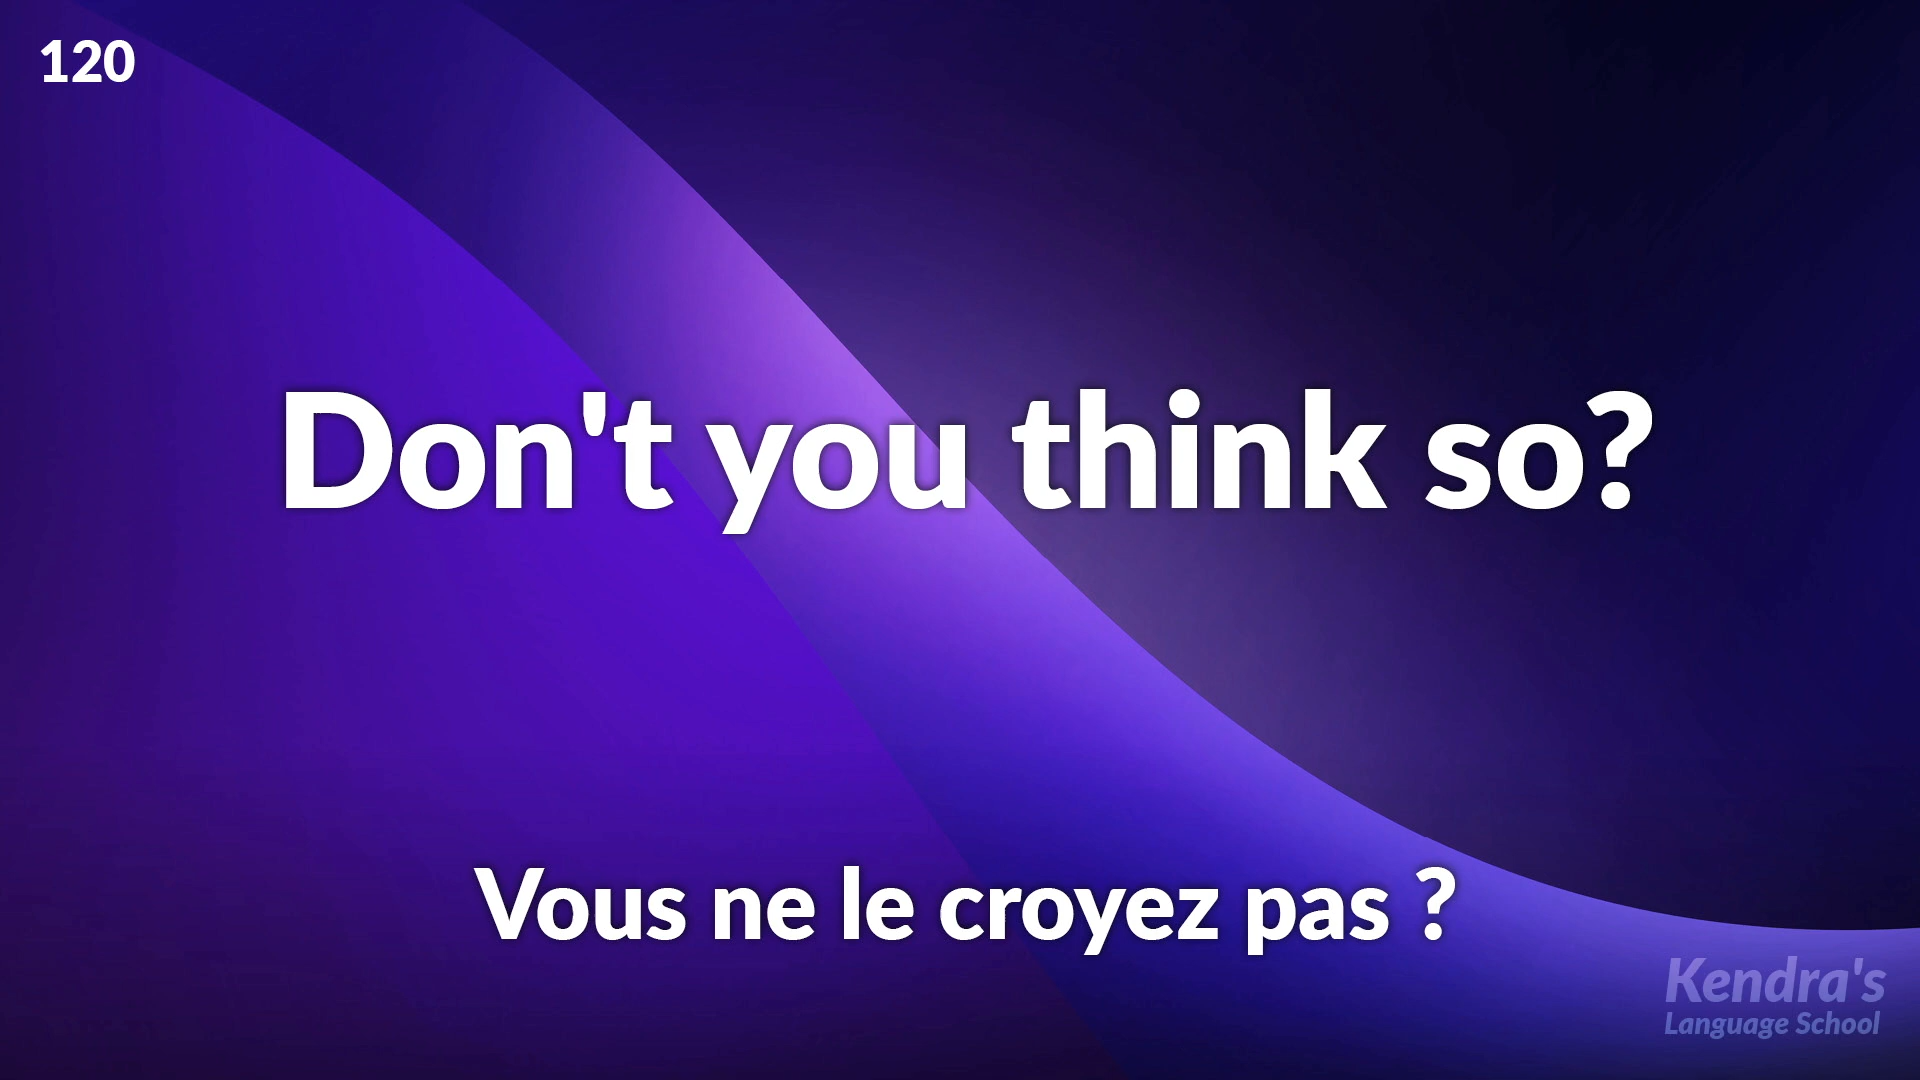 120
Don't you think so?
Vous ne le croyez pas ?
Kendra's
Language School